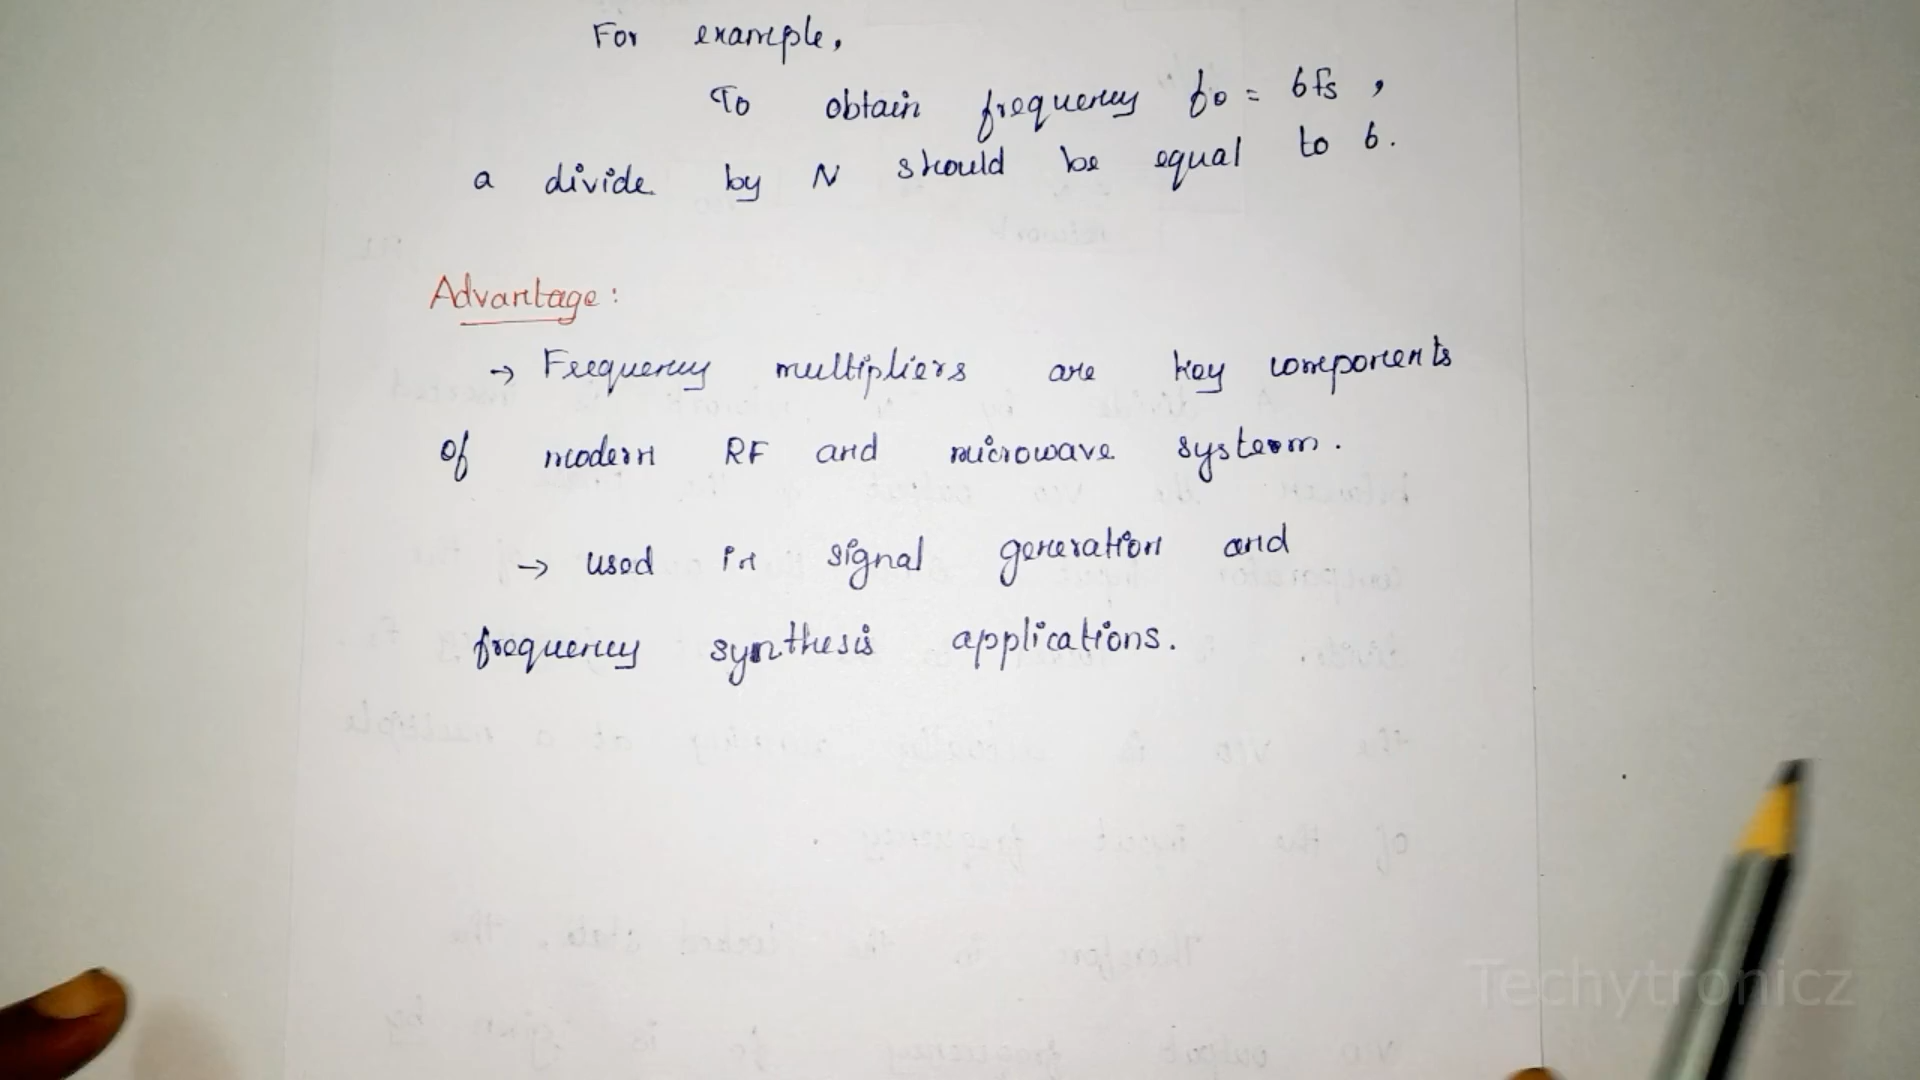 For example,
To obtain frequency fo = 6fs ,
a divide by N should be equal to 6.
Advantage:
→ Frequency multipliers are key components
of modern RF and microwave system.
→ used in signal generation and
frequency synthesis applications.
Techytronicz